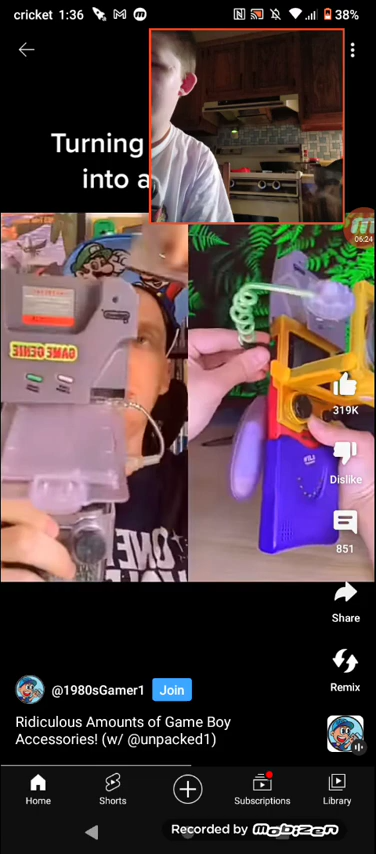 cricket 1:36
38%
Turning
into a
06:24
GAME GENIE
319K
Dislike
851
Share
Remix
@1980sGamer1 Join
Ridiculous Amounts of Game Boy
Accessories! (w/ @unpacked1)
Home
Shorts
Subscriptions
Library
Recorded by mobizen